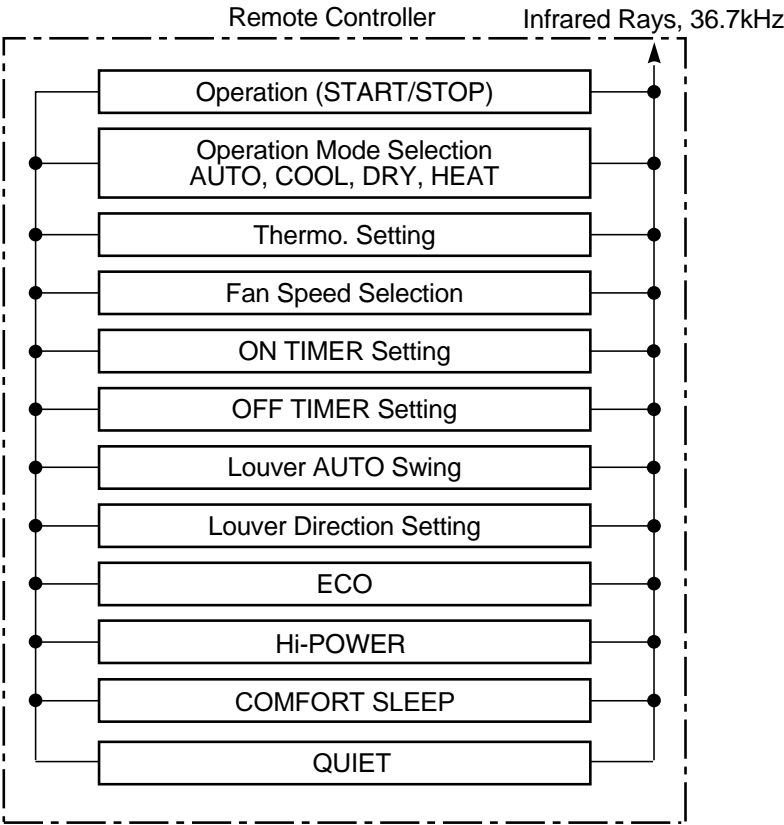 Remote Controller
Infrared Rays, 36.7kHz
Operation (START/STOP)
Operation Mode Selection
AUTO, COOL, DRY, HEAT
Thermo. Setting
Fan Speed Selection
ON TIMER Setting
OFF TIMER Setting
Louver AUTO Swing
Louver Direction Setting
ECO
Hi-POWER
COMFORT SLEEP
QUIET